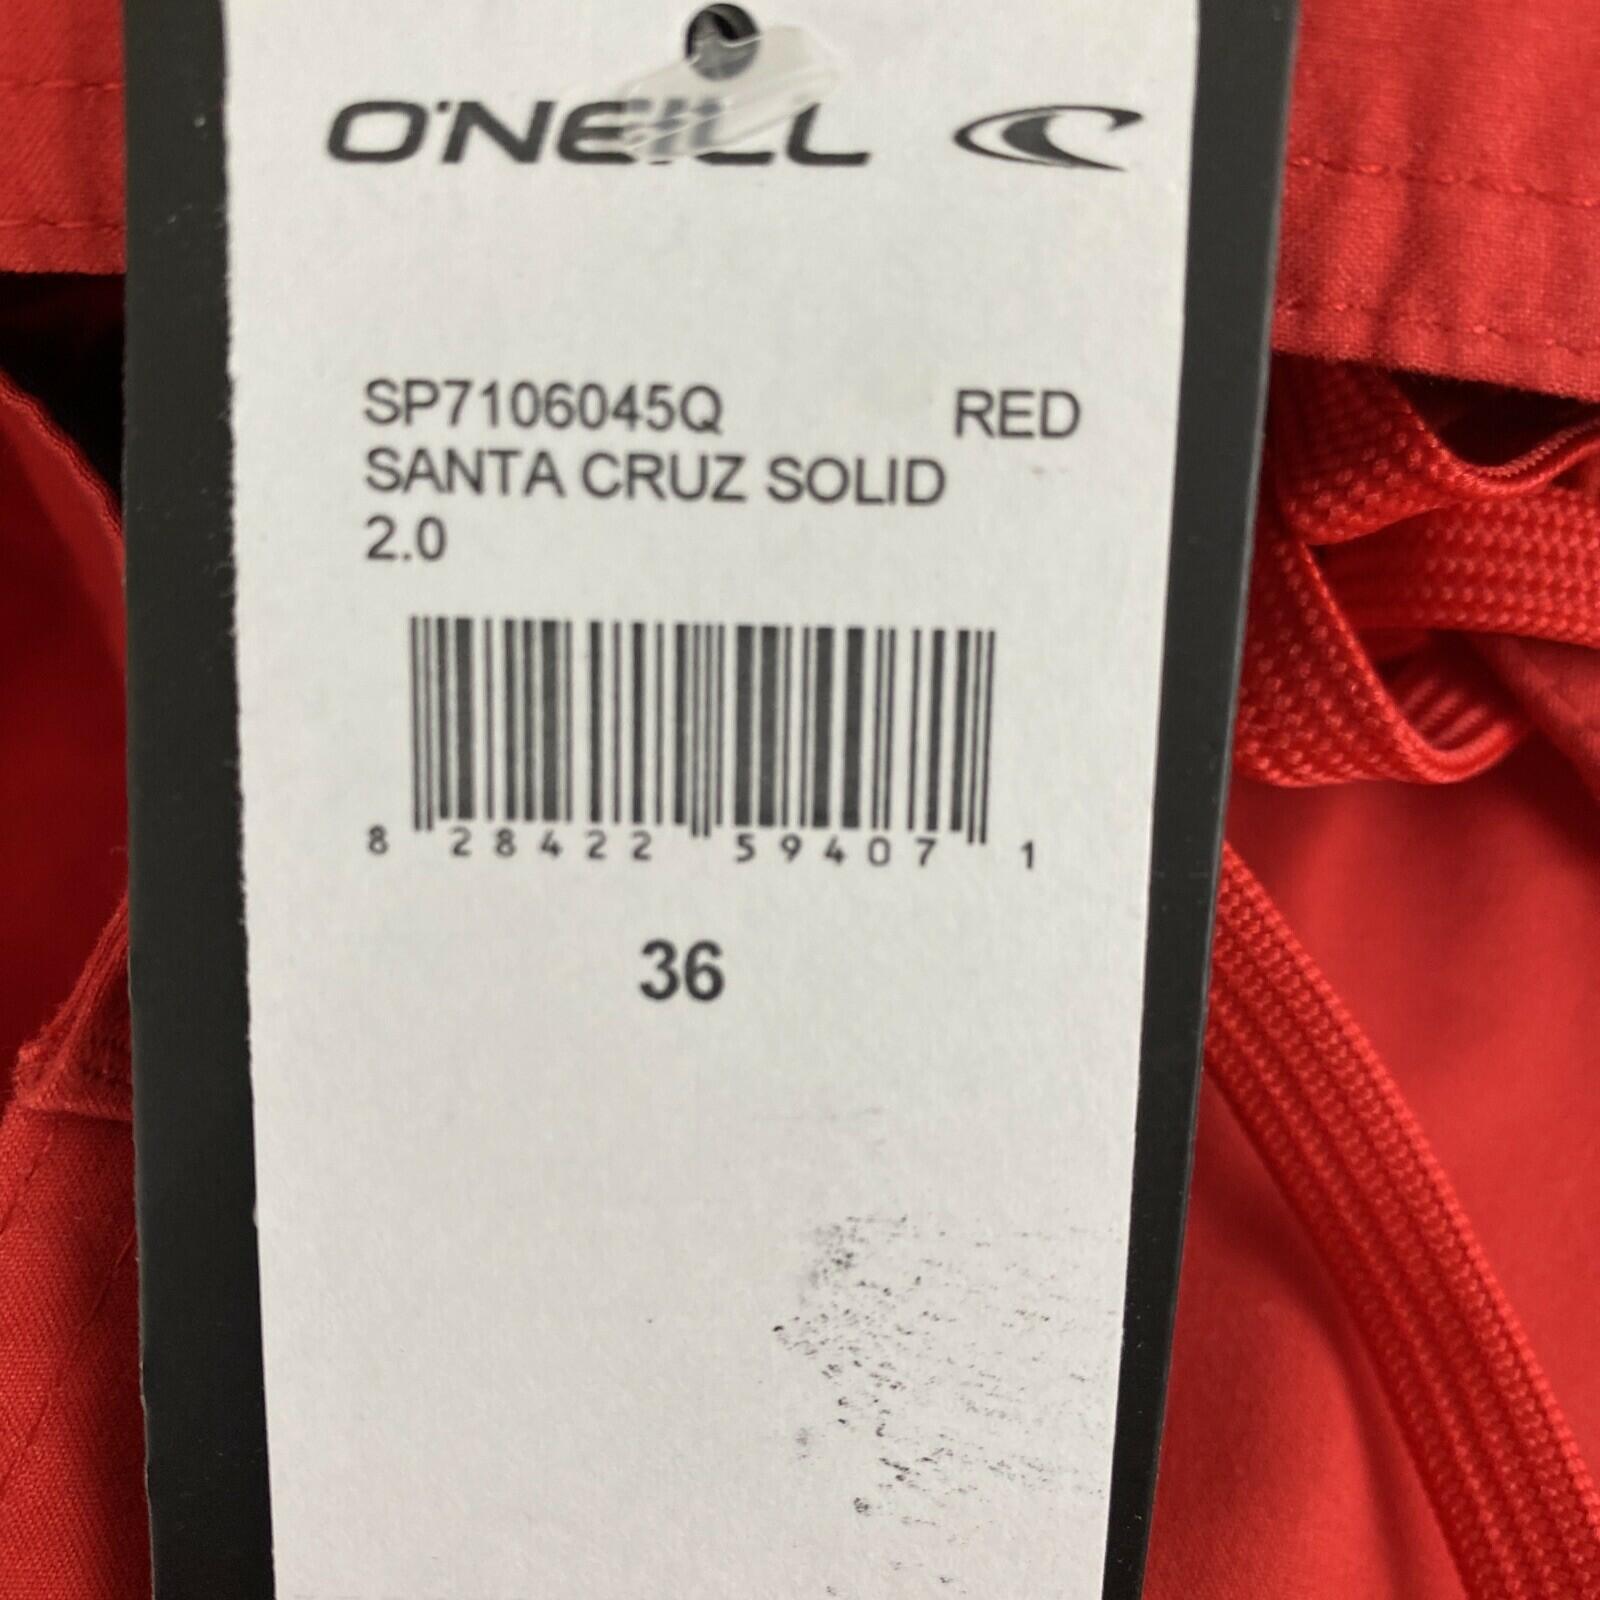 O'NEILL
SP7106045Q RED
SANTA CRUZ SOLID
2.0
8 28422 59407 1
36